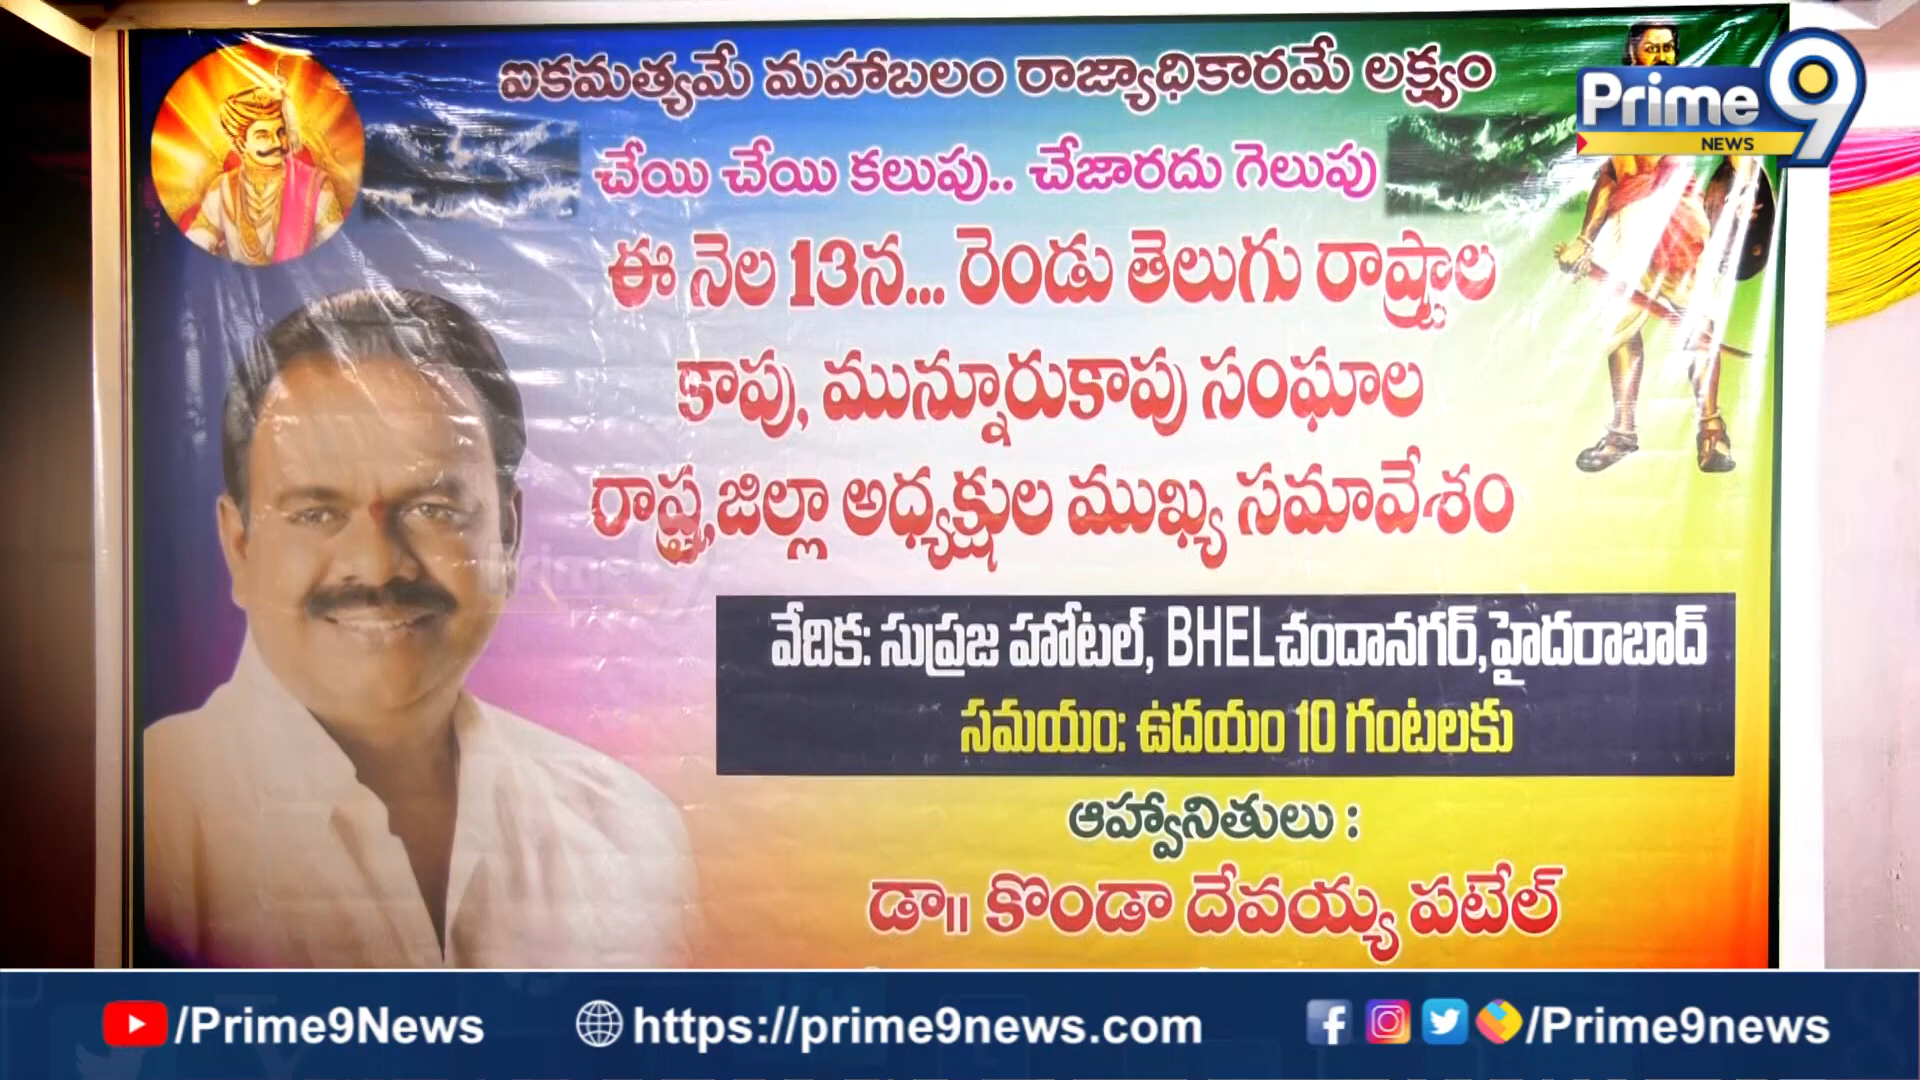 ఐకమత్యమే మహాబలం రాజ్యాధికారమే లక్ష్యం
Prime9
NEWS
చేయి చేయి కలుపు.. చేజారదు గెలుపు
ఈ నెల 13న... రెండు తెలుగు రాష్ట్రాల
కాపు, మున్నూరుకాపు సంఘాల
రాష్ట్ర,జిల్లా అధ్యక్షుల ముఖ్య సమావేశం
వేదిక: సుప్రజ హోటల్, BHELచందానగర్,హైదరాబాద్
సమయం: ఉదయం 10 గంటలకు
ఆహ్వానితులు :
డా॥ కొండా దేవయ్య పటేల్
/Prime9News https://prime9news.com /Prime9news